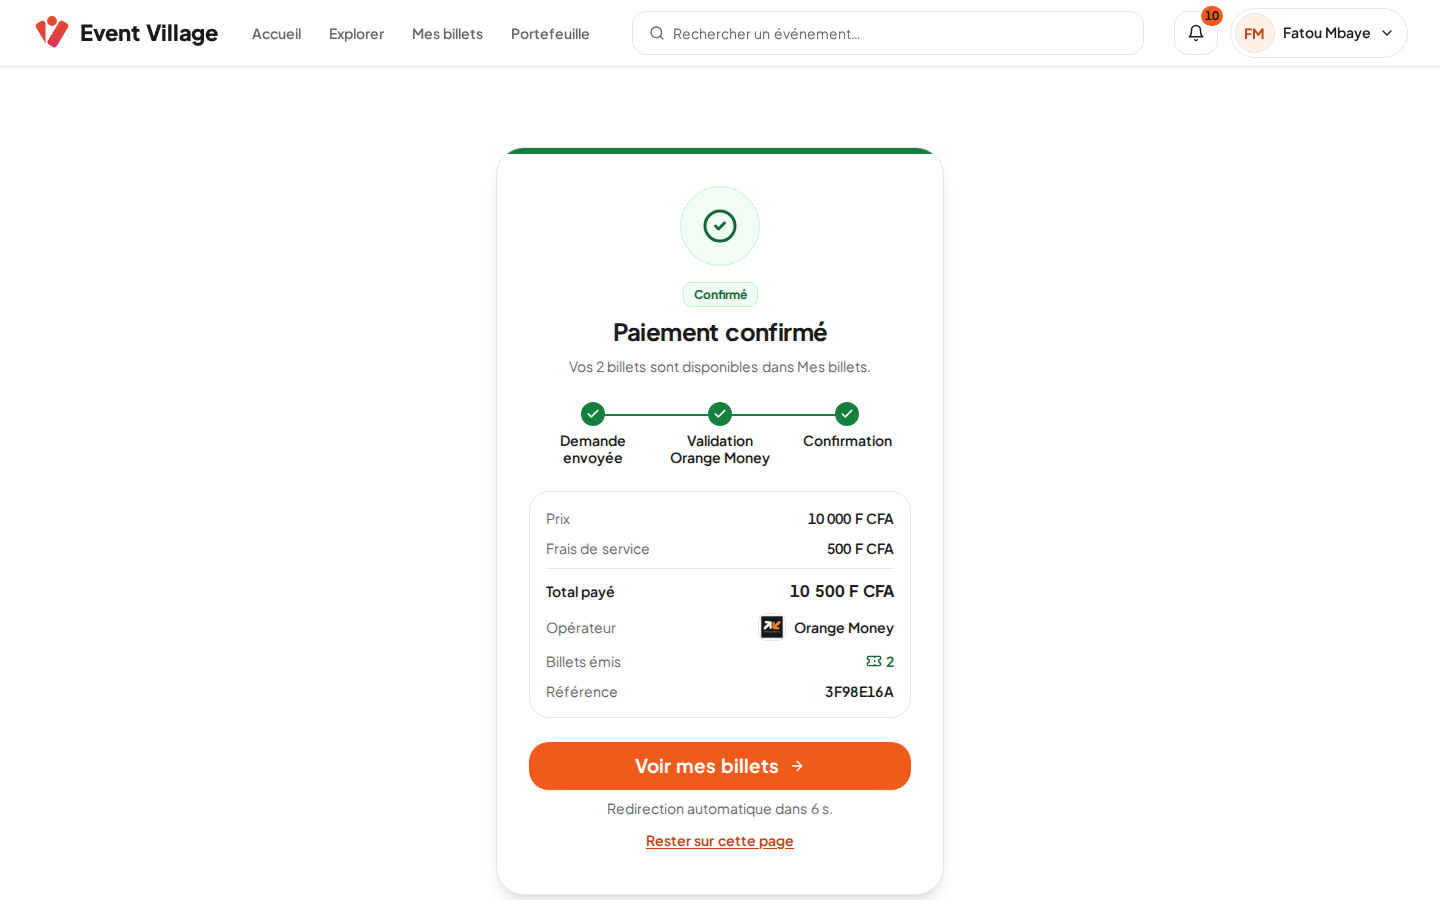 Event Village
Accueil
Explorer
Mes billets
Portefeuille
Rechercher un événement…
10
FM
Fatou Mbaye
Confirmé
Paiement confirmé
Vos 2 billets sont disponibles dans Mes billets.
Demande
envoyée
Validation
Orange Money
Confirmation
Prix
10 000 F CFA
Frais de service
500 F CFA
Total payé
10 500 F CFA
Opérateur
Orange Money
Billets émis
2
Référence
3F98E16A
Voir mes billets
Redirection automatique dans 6 s.
Rester sur cette page